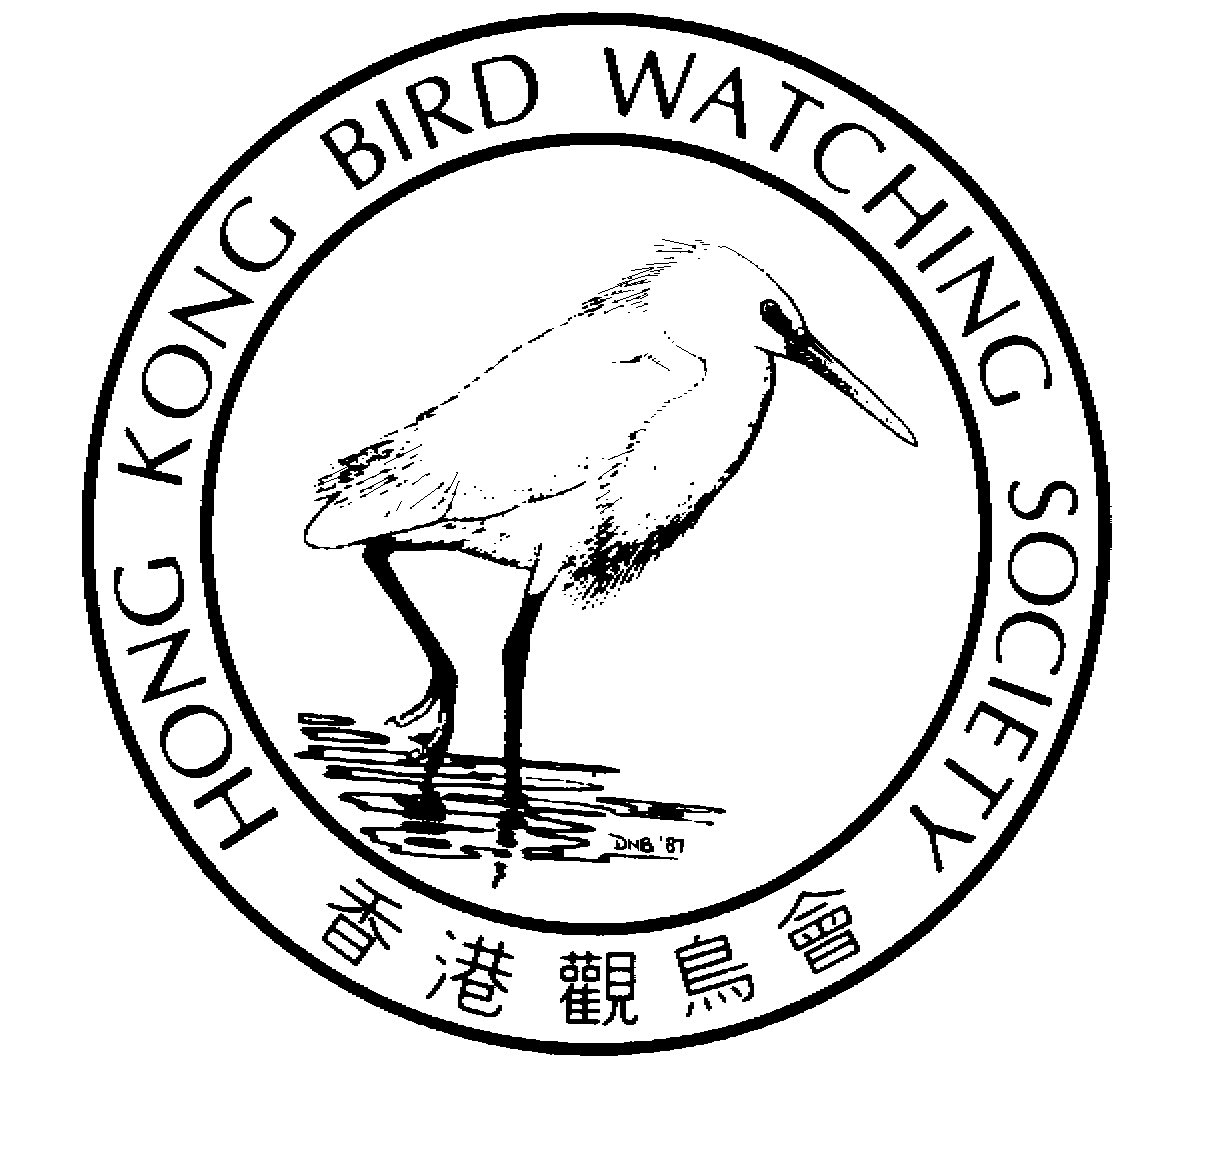 HONG KONG BIRD WATCHING SOCIETY
DNB '87
香港觀鳥會